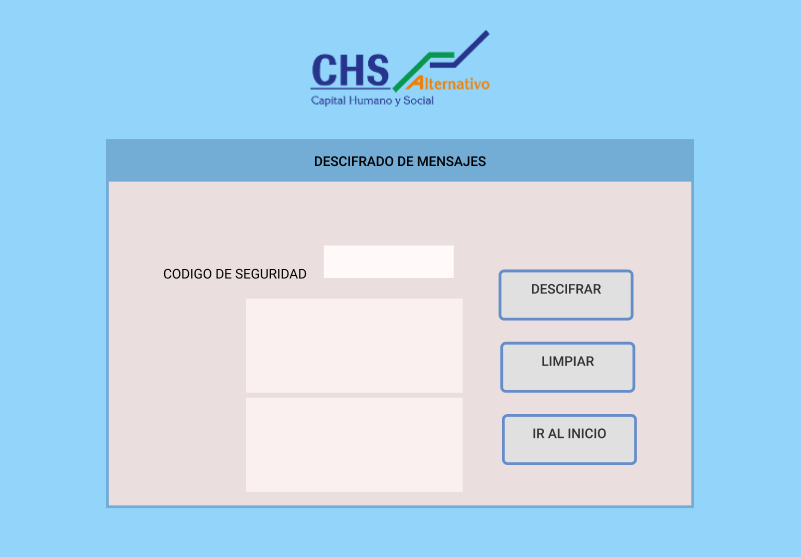 CHS
Alternativo
Capital Humano y Social
DESCIFRADO DE MENSAJES
CODIGO DE SEGURIDAD
DESCIFRAR
LIMPIAR
IR AL INICIO